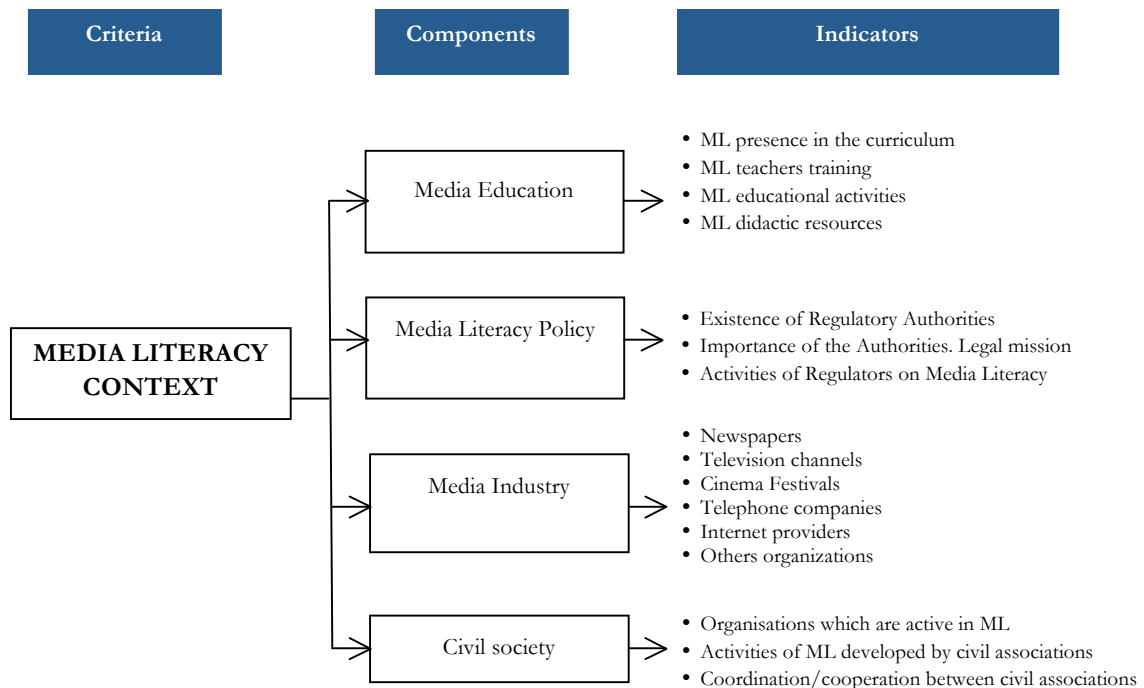 Criteria
Components
Indicators
MEDIA LITERACY
CONTEXT
Media Education
• ML presence in the curriculum
• ML teachers training
• ML educational activities
• ML didactic resources
Media Literacy Policy
• Existence of Regulatory Authorities
• Importance of the Authorities. Legal mission
• Activities of Regulators on Media Literacy
Media Industry
• Newspapers
• Television channels
• Cinema Festivals
• Telephone companies
• Internet providers
• Others organizations
Civil society
• Organisations which are active in ML
• Activities of ML developed by civil associations
• Coordination/cooperation between civil associations